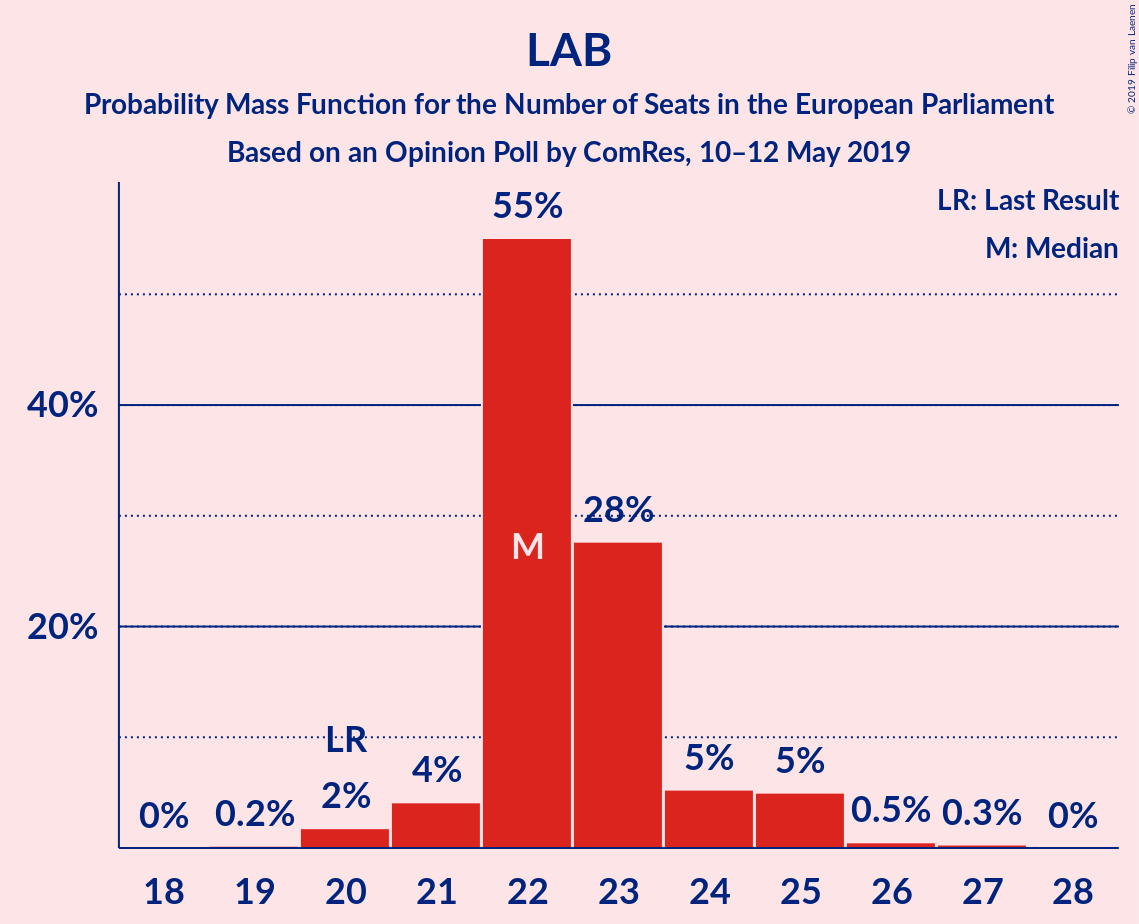 © 2019 Filip van Laenen
LAB
Probability Mass Function for the Number of Seats in the European Parliament
Based on an Opinion Poll by ComRes, 10–12 May 2019
LR: Last Result
M: Median
55%
40%
28%
M
20%
LR
4%
5%
5%
2%
0%
0.2%
0.5%
0.3%
0%
18 19 20 21 22 23 24 25 26 27 28